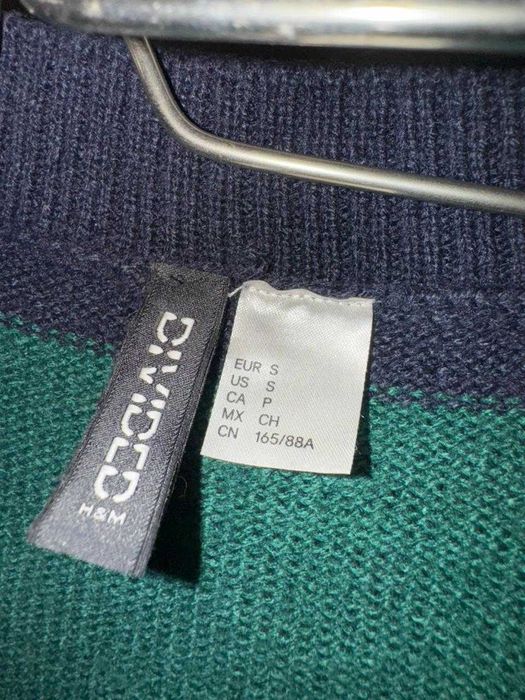 DIVIDED
H&M
EUR S
US S
CA P
MX CH
CN 165/88A